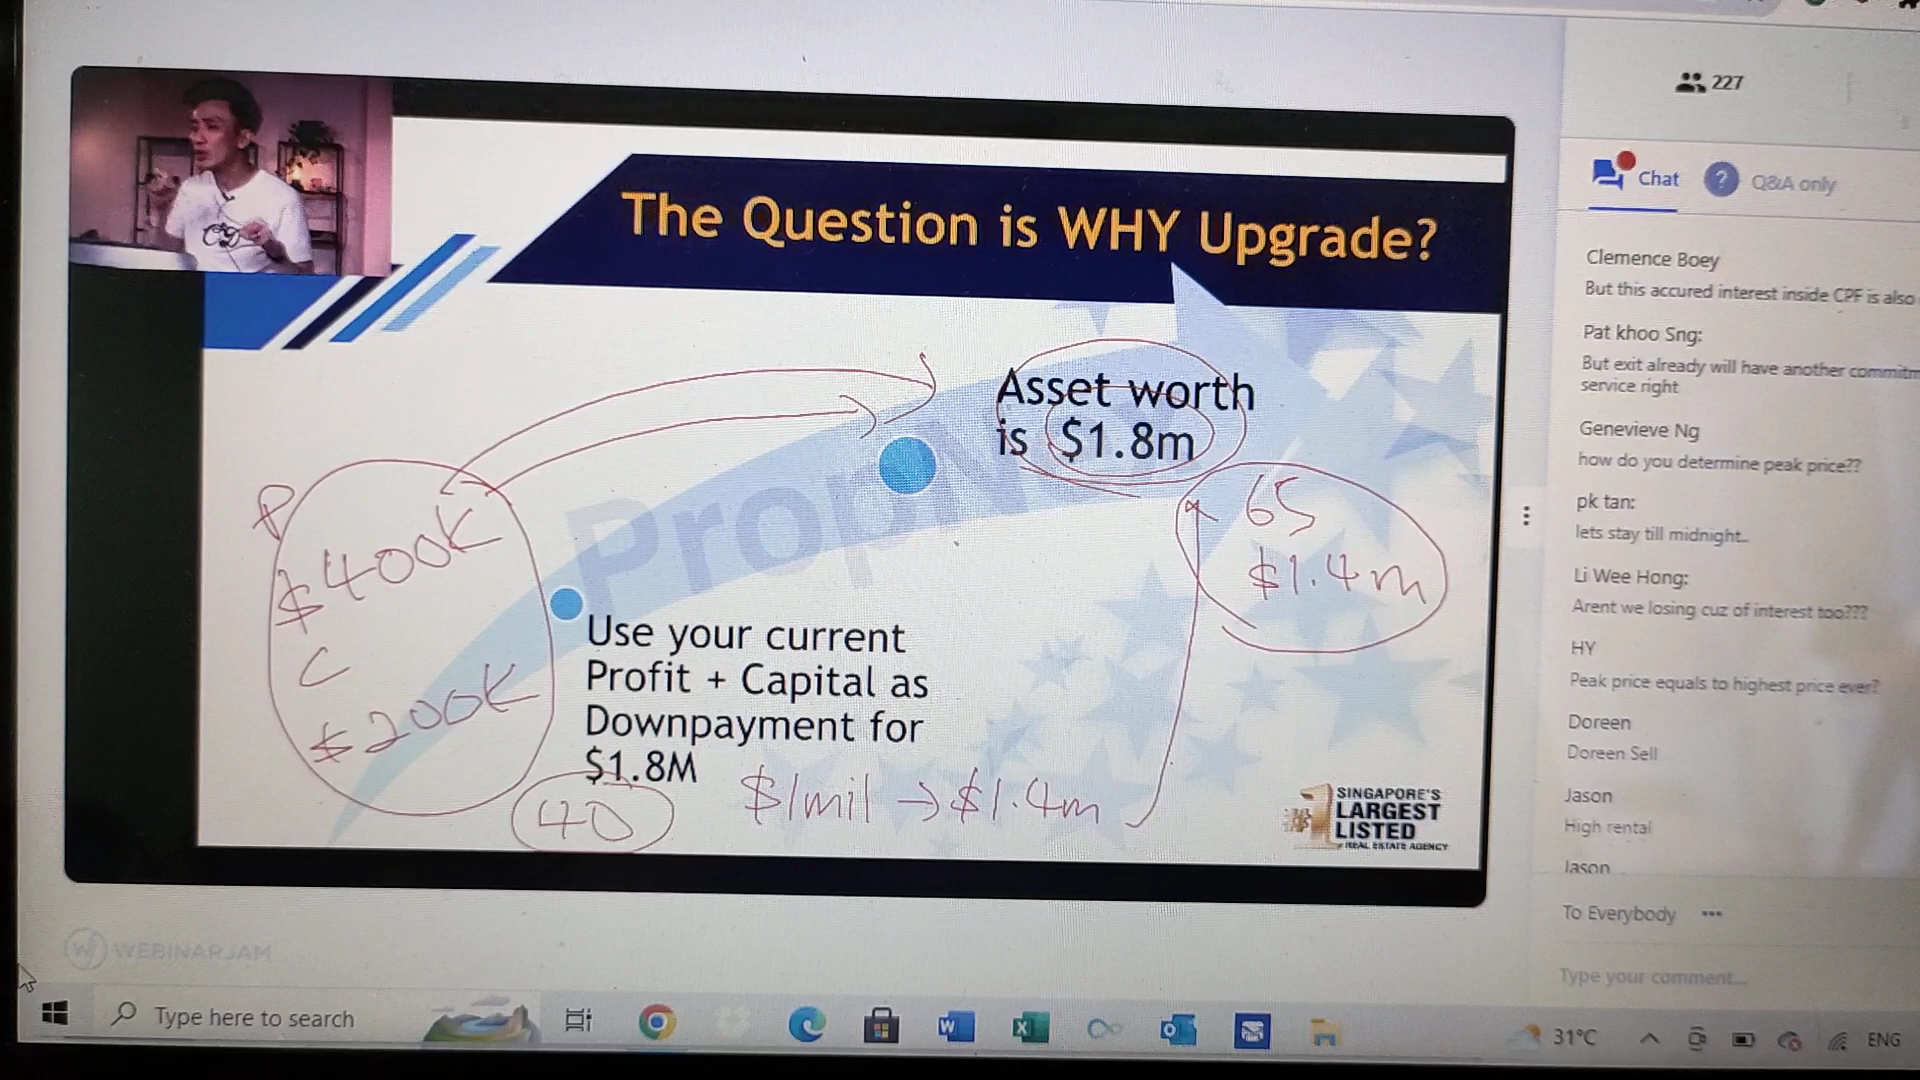 227
The Question is WHY Upgrade?
Chat
? Q&A only
Clemence Boey
But this accured interest inside CPF is also
Pat khoo Sng:
But exit already will have another commitm
service right
Genevieve Ng
how do you determine peak price??
pk tan:
lets stay till midnight..
Li Wee Hong:
Arent we losing cuz of interest too???
HY
Peak price equals to highest price ever?
Doreen
Doreen Sell
Jason
High rental
Jason
To Everybody ...
Type your comment...
Asset worth
is $1.8m
65
$1.4m
P
$400K
C
$200K
Use your current
Profit + Capital as
Downpayment for
$1.8M
40
$1mil → $1.4m
SINGAPORE'S
LARGEST
LISTED
REAL ESTATE AGENCY
W WEBINARJAM
Type here to search
31°C
ENG